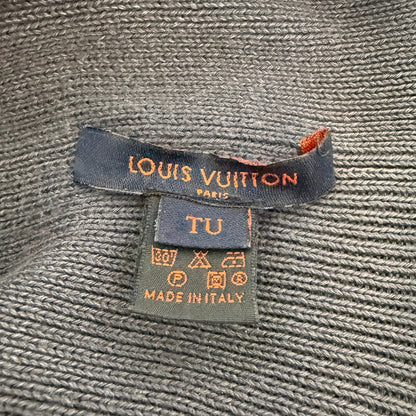 LOUIS VUITTON
PARIS
TU
30°
P
MADE IN ITALY